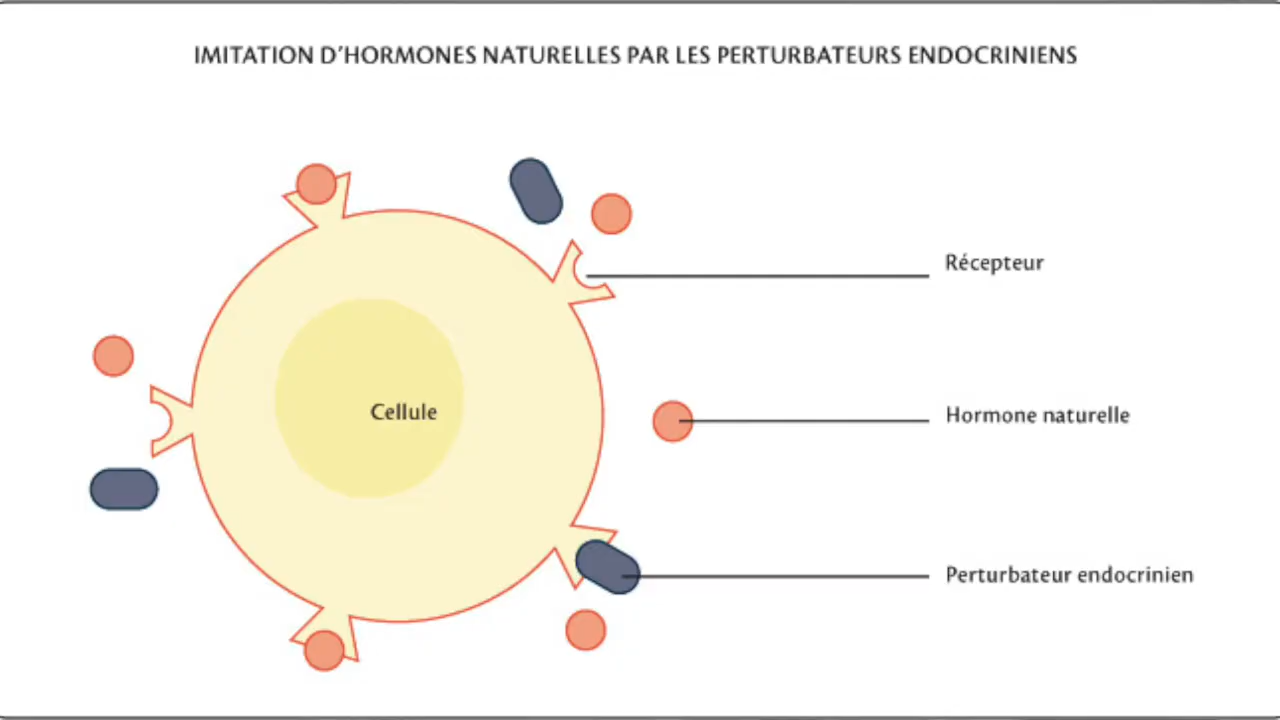 IMITATION D’HORMONES NATURELLES PAR LES PERTURBATEURS ENDOCRINIENS
Récepteur
Cellule
Hormone naturelle
Perturbateur endocrinien